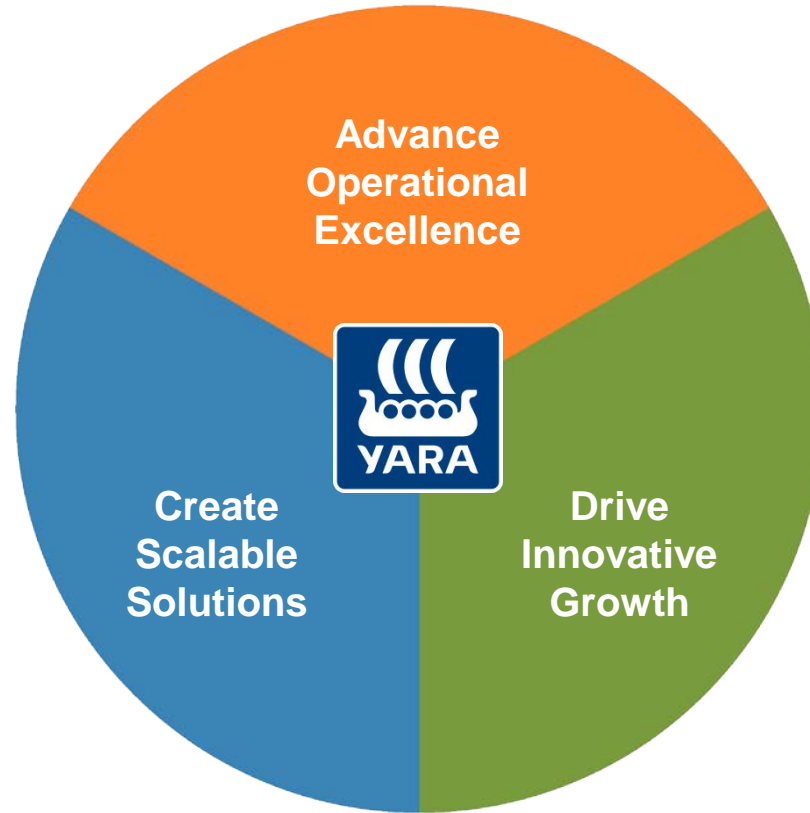 Advance
Operational
Excellence
YARA
Create
Scalable
Solutions
Drive
Innovative
Growth